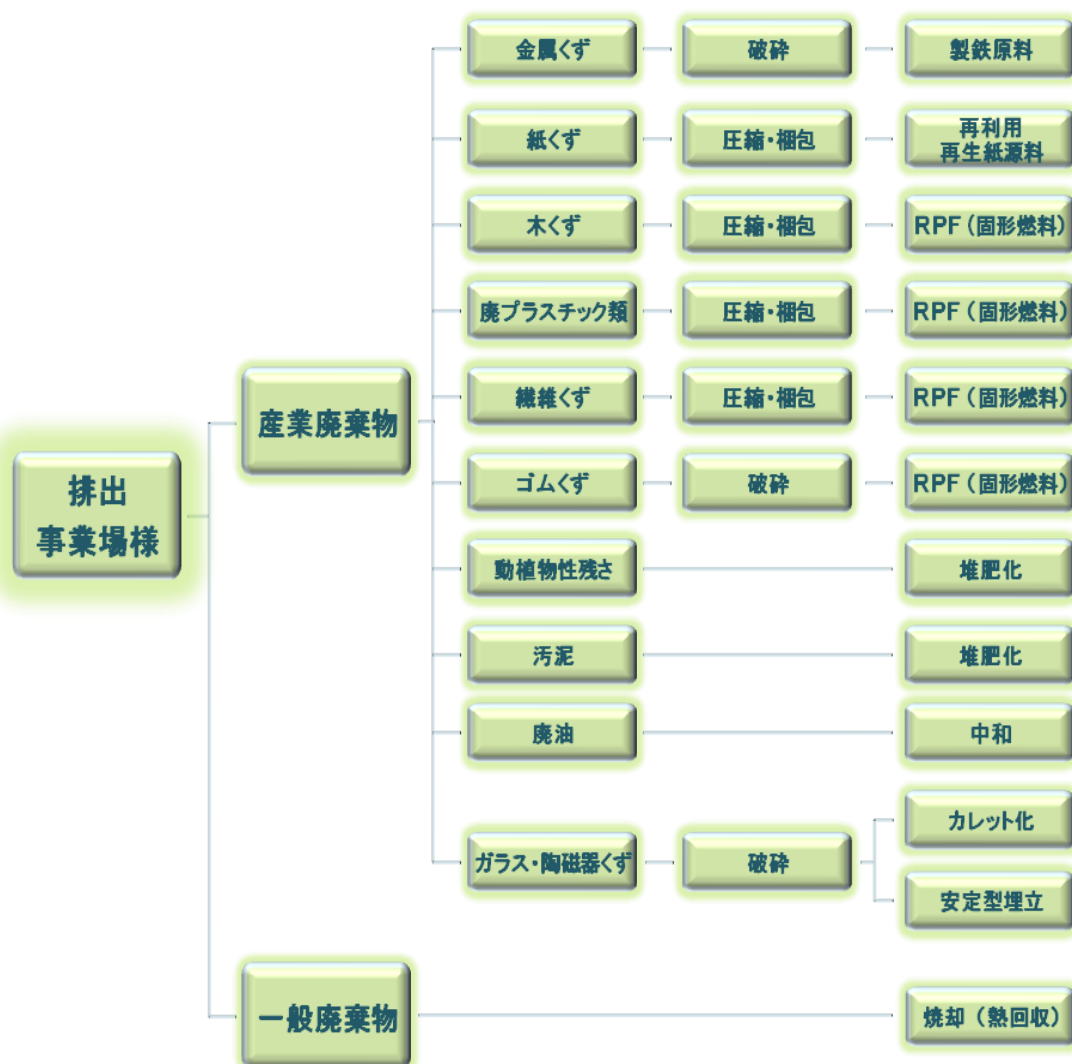 排出
事業場様
産業廃棄物
金属くず
破砕
製鉄原料
紙くず
圧縮・梱包
再利用
再生紙源料
木くず
圧縮・梱包
RPF(固形燃料)
廃プラスチック類
圧縮・梱包
RPF(固形燃料)
繊維くず
圧縮・梱包
RPF(固形燃料)
ゴムくず
破砕
RPF(固形燃料)
動植物性残さ
堆肥化
汚泥
堆肥化
廃油
中和
ガラス・陶磁器くず
破砕
カレット化
安定型埋立
一般廃棄物
焼却(熱回収)